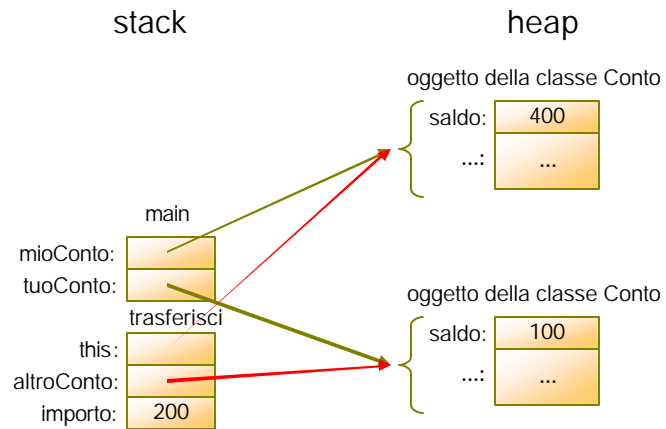 stack
heap
oggetto della classe Conto
saldo: 400
...: ...
main
mioConto:
tuoConto:
oggetto della classe Conto
trasferisci
saldo: 100
this:
...: ...
altroConto:
importo: 200